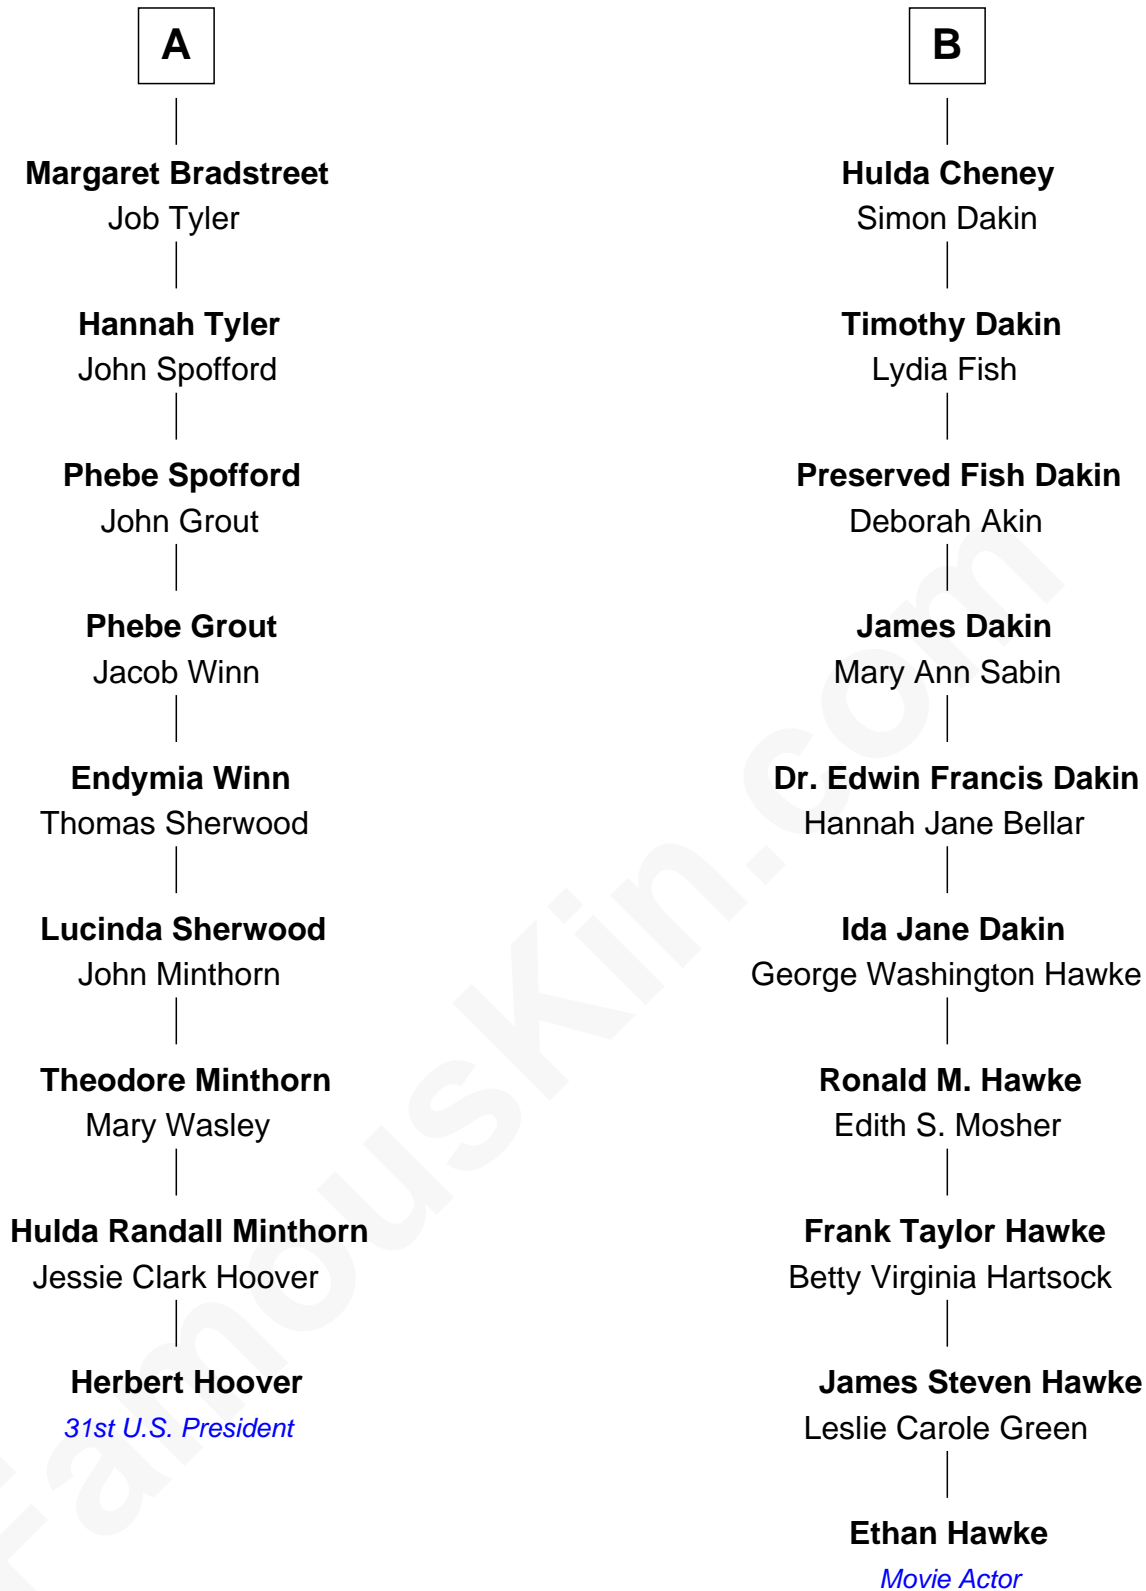 A
Margaret Bradstreet
Job Tyler
Hannah Tyler
John Spofford
Phebe Spofford
John Grout
Phebe Grout
Jacob Winn
Endymia Winn
Thomas Sherwood
Lucinda Sherwood
John Minthorn
Theodore Minthorn
Mary Wasley
Hulda Randall Minthorn
Jessie Clark Hoover
Herbert Hoover
31st U.S. President
B
Hulda Cheney
Simon Dakin
Timothy Dakin
Lydia Fish
Preserved Fish Dakin
Deborah Akin
James Dakin
Mary Ann Sabin
Dr. Edwin Francis Dakin
Hannah Jane Bellar
Ida Jane Dakin
George Washington Hawke
Ronald M. Hawke
Edith S. Mosher
Frank Taylor Hawke
Betty Virginia Hartsock
James Steven Hawke
Leslie Carole Green
Ethan Hawke
Movie Actor
FamousKin.com